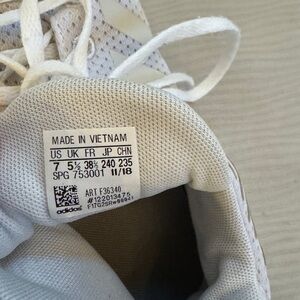 MADE IN VIETNAM
US UK FR JP CHN
7 5½ 38⅔ 240 235
SPG 753001 11/18
ART F36340
#122013475
adidas